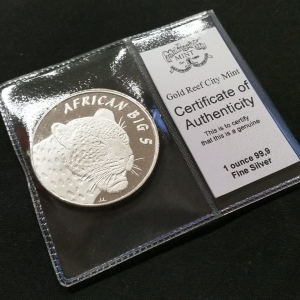 AFRICAN BIG 5
MINT
Gold Reef City Mint
Certificate of
Authenticity
This is to certify
that this is a genuine
1 ounce 99.9
Fine Silver